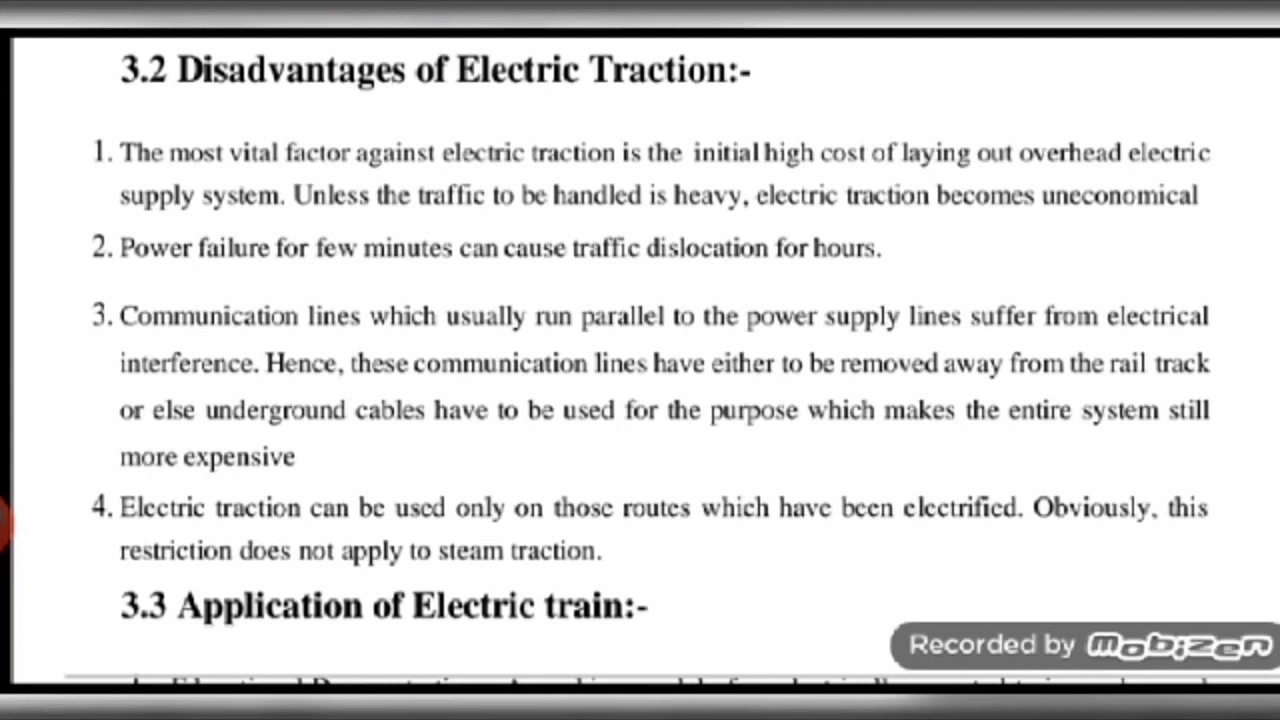 3.2 Disadvantages of Electric Traction:-
1. The most vital factor against electric traction is the initial high cost of laying out overhead electric
supply system. Unless the traffic to be handled is heavy, electric traction becomes uneconomical
2. Power failure for few minutes can cause traffic dislocation for hours.
3. Communication lines which usually run parallel to the power supply lines suffer from electrical
interference. Hence, these communication lines have either to be removed away from the rail track
or else underground cables have to be used for the purpose which makes the entire system still
more expensive
4. Electric traction can be used only on those routes which have been electrified. Obviously, this
restriction does not apply to steam traction.
3.3 Application of Electric train:-
Recorded by mobizen